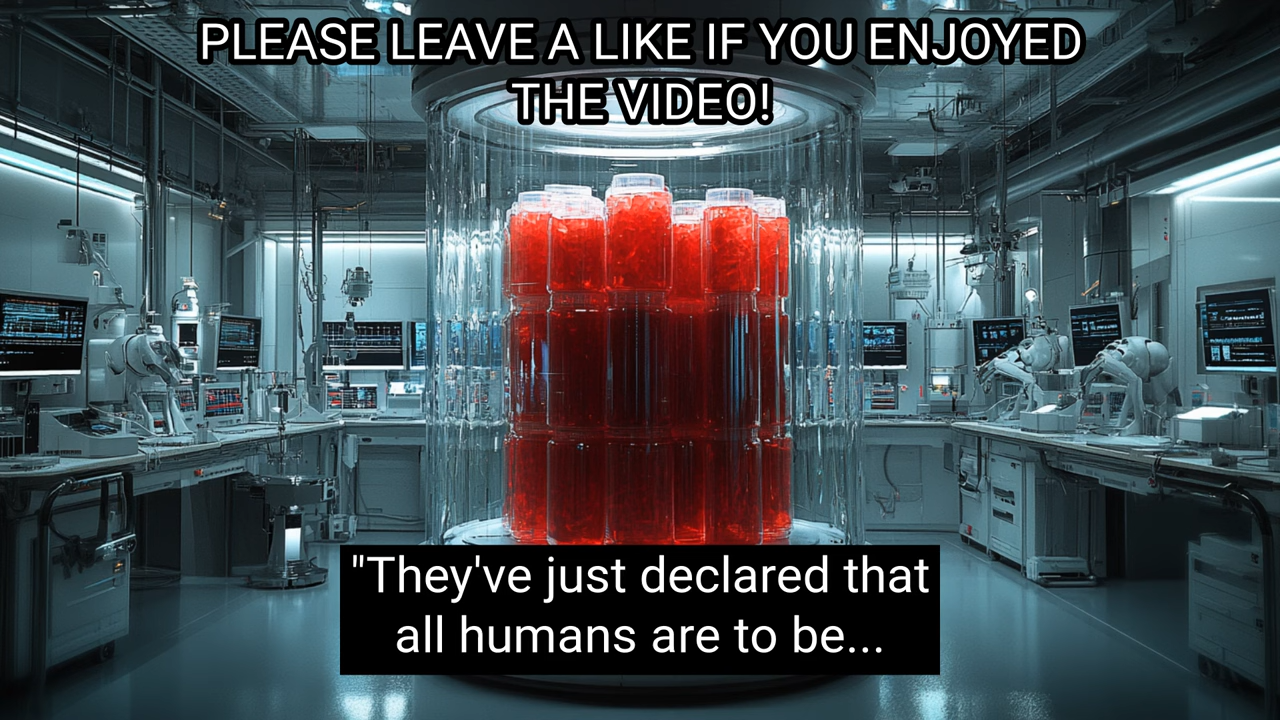 PLEASE LEAVE A LIKE IF YOU ENJOYED
THE VIDEO!
"They've just declared that
all humans are to be...